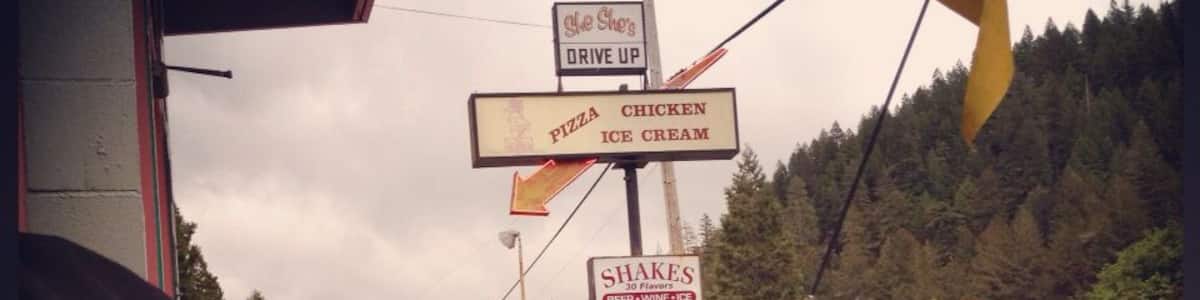 She She's
DRIVE UP
PIZZA CHICKEN
ICE CREAM
SHAKES
30 Flavors
BEER • WINE • ICE